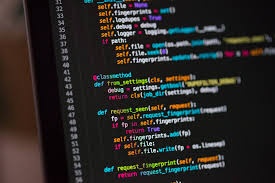 31
self.file = None
self.fingerprints = set()
self.logdupes = True
self.debug = debug
self.logger = logging.getLogger(__name__)
if path:
self.file = open(os.path.join(path,
self.file.seek(0)
self.fingerprints.update(
@classmethod
def from_settings(cls, settings):
debug = settings.getbool(
return cls(job_dir(settings), debug)
def request_seen(self, request):
fp = self.request_fingerprint(request)
if fp in self.fingerprints:
return True
self.fingerprints.add(fp)
if self.file:
self.file.write(fp + os.linesep)
def request_fingerprint(self, request):
return request_fingerprint(request)